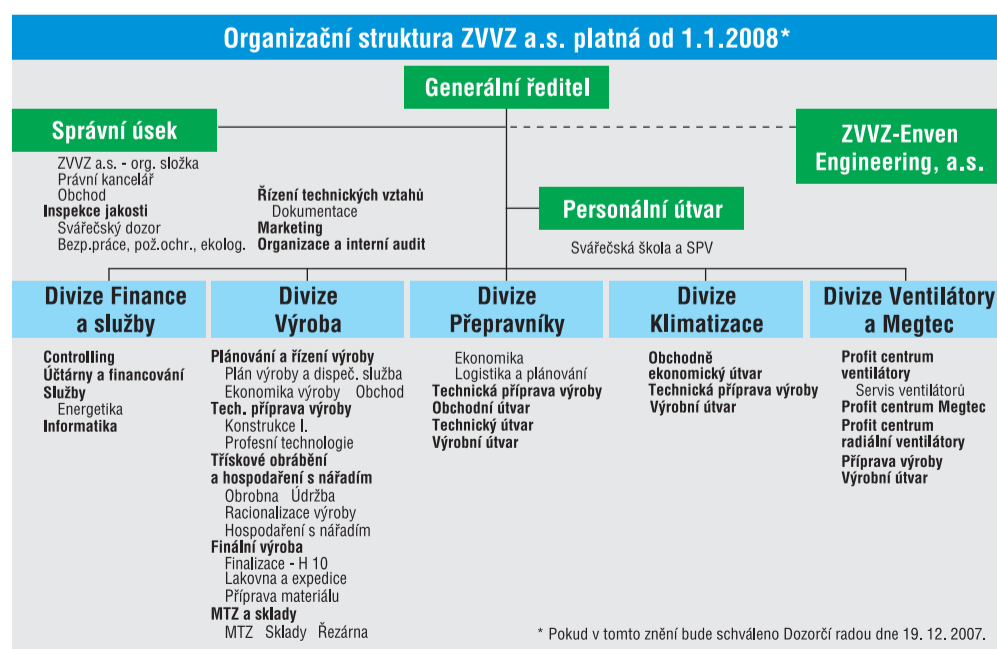 Organizační struktura ZVVZ a.s. platná od 1.1.2008*
Generální ředitel
Správní úsek
ZVVZ a.s. - org. složka
Právní kancelář
Obchod
Inspekce jakosti
Svářečský dozor
Bezp.práce, pož.ochr., ekolog.
Řízení technických vztahů
Dokumentace
Marketing
Organizace a interní audit
ZVVZ-Enven
Engineering, a.s.
Personální útvar
Svářečská škola a SPV
Divize Finance
a služby
Controlling
Účtárny a financování
Služby
Energetika
Informatika
Divize
Výroba
Plánování a řízení výroby
Plán výroby a dispeč. služba
Ekonomika výroby Obchod
Tech. příprava výroby
Konstrukce I.
Profesní technologie
Třískové obrábění
a hospodaření s nářadím
Obrobna Údržba
Racionalizace výroby
Hospodaření s nářadím
Finální výroba
Finalizace - H 10
Lakovna a expedice
Příprava materiálu
MTZ a sklady
MTZ Sklady Řezárna
Divize
Přepravníky
Ekonomika
Logistika a plánování
Technická příprava výroby
Obchodní útvar
Technický útvar
Výrobní útvar
Divize
Klimatizace
Obchodně
ekonomický útvar
Technická příprava výroby
Výrobní útvar
Divize Ventilátory
a Megtec
Profit centrum
ventilátory
Servis ventilátorů
Profit centrum Megtec
Profit centrum
radiální ventilátory
Příprava výroby
Výrobní útvar
* Pokud v tomto znění bude schváleno Dozorčí radou dne 19. 12. 2007.